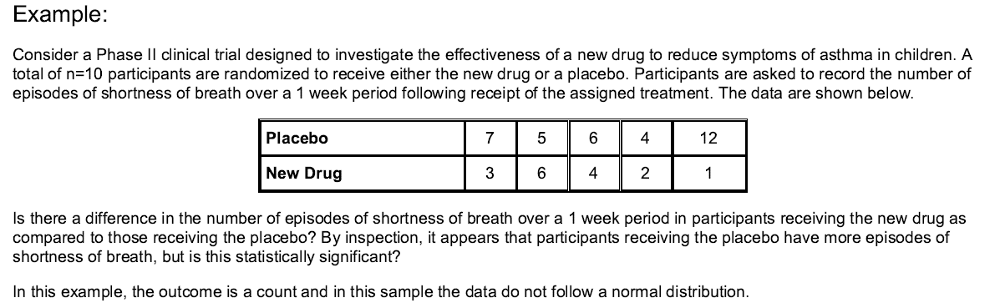 Example:
Consider a Phase II clinical trial designed to investigate the effectiveness of a new drug to reduce symptoms of asthma in children. A
total of n=10 participants are randomized to receive either the new drug or a placebo. Participants are asked to record the number of
episodes of shortness of breath over a 1 week period following receipt of the assigned treatment. The data are shown below.
Placebo 7 5 6 4 12
New Drug 3 6 4 2 1
Is there a difference in the number of episodes of shortness of breath over a 1 week period in participants receiving the new drug as
compared to those receiving the placebo? By inspection, it appears that participants receiving the placebo have more episodes of
shortness of breath, but is this statistically significant?
In this example, the outcome is a count and in this sample the data do not follow a normal distribution.